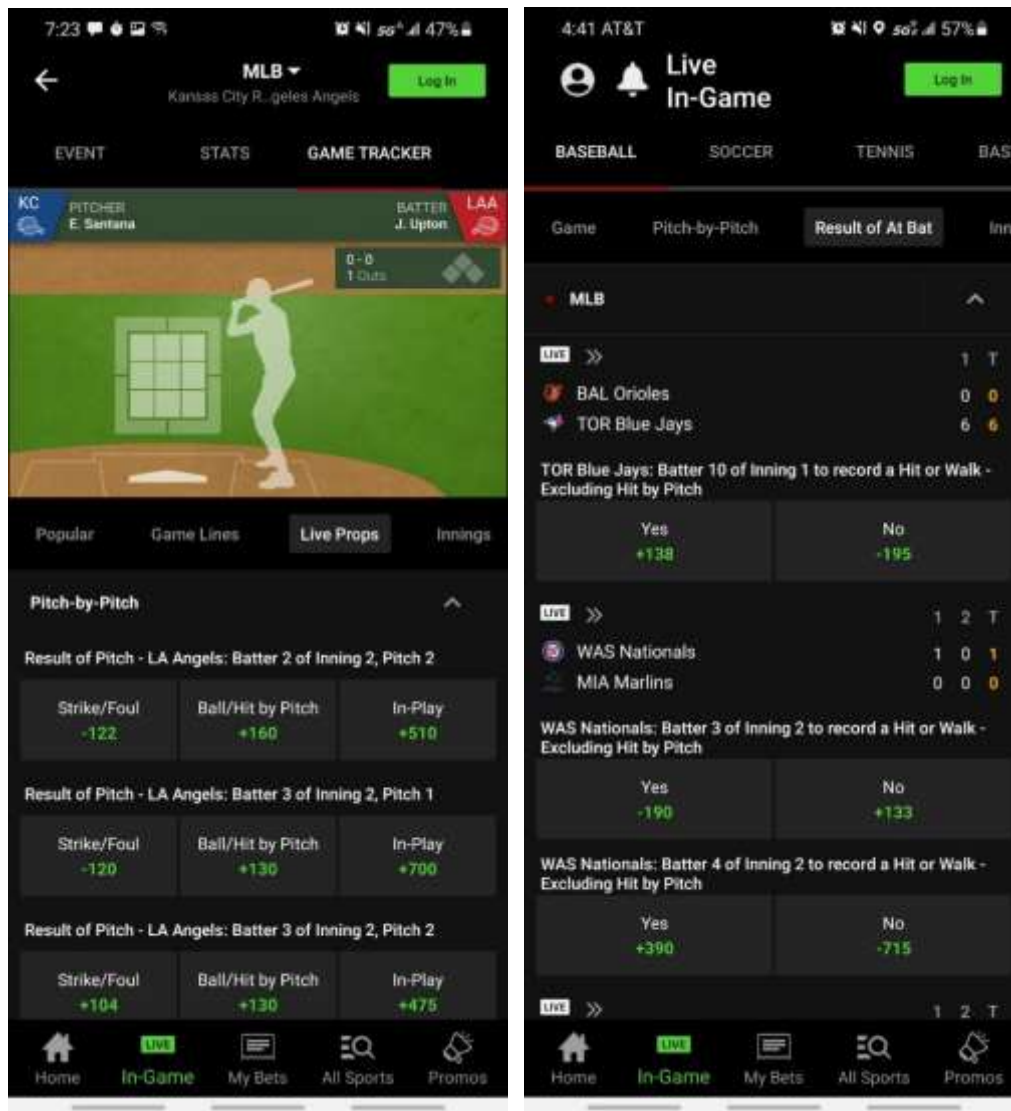 7:23 5G 47%
MLB
Log In
Kansas City R...geles Angels
EVENT STATS GAME TRACKER
KC PITCHER BATTER LAA
E. Santana J. Upton
0 - 0
1 Outs
Popular Game Lines Live Props Innings
Pitch-by-Pitch
Result of Pitch - LA Angels: Batter 2 of Inning 2, Pitch 2
Strike/Foul Ball/Hit by Pitch In-Play
-122 +160 +510
Result of Pitch - LA Angels: Batter 3 of Inning 2, Pitch 1
Strike/Foul Ball/Hit by Pitch In-Play
-120 +130 +700
Result of Pitch - LA Angels: Batter 3 of Inning 2, Pitch 2
Strike/Foul Ball/Hit by Pitch In-Play
+104 +130 +475
LIVE
Home In-Game My Bets All Sports Promos
4:41 AT&T 5G 57%
Live
In-Game
Log In
BASEBALL SOCCER TENNIS BAS
Game Pitch-by-Pitch Result of At Bat Inn
MLB
LIVE 1 T
BAL Orioles 0 0
TOR Blue Jays 6 6
TOR Blue Jays: Batter 10 of Inning 1 to record a Hit or Walk -
Excluding Hit by Pitch
Yes No
+138 -195
LIVE 1 2 T
WAS Nationals 1 0 1
MIA Marlins 0 0 0
WAS Nationals: Batter 3 of Inning 2 to record a Hit or Walk -
Excluding Hit by Pitch
Yes No
-190 +133
WAS Nationals: Batter 4 of Inning 2 to record a Hit or Walk -
Excluding Hit by Pitch
Yes No
+390 -715
LIVE 1 2 T
LIVE
Home In-Game My Bets All Sports Promos